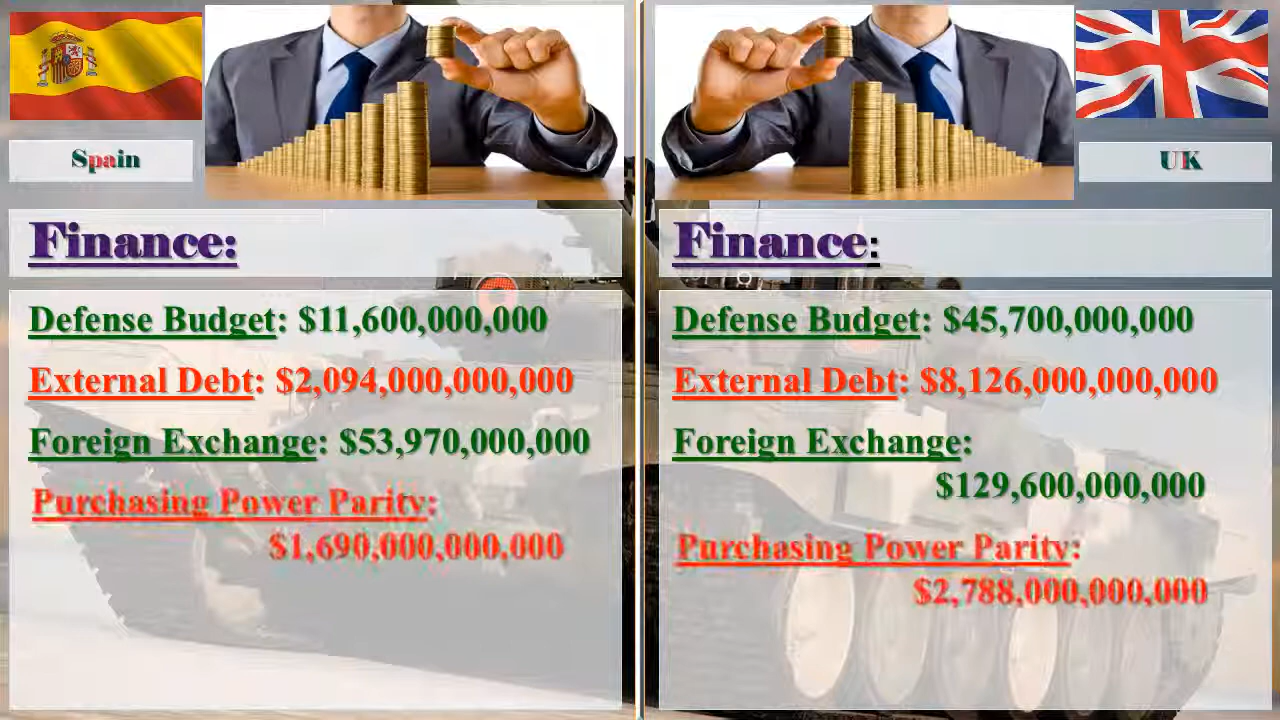 Spain
Finance:
Defense Budget: $11,600,000,000
External Debt: $2,094,000,000,000
Foreign Exchange: $53,970,000,000
Purchasing Power Parity:
$1,690,000,000,000
UK
Finance:
Defense Budget: $45,700,000,000
External Debt: $8,126,000,000,000
Foreign Exchange:
$129,600,000,000
Purchasing Power Parity:
$2,788,000,000,000